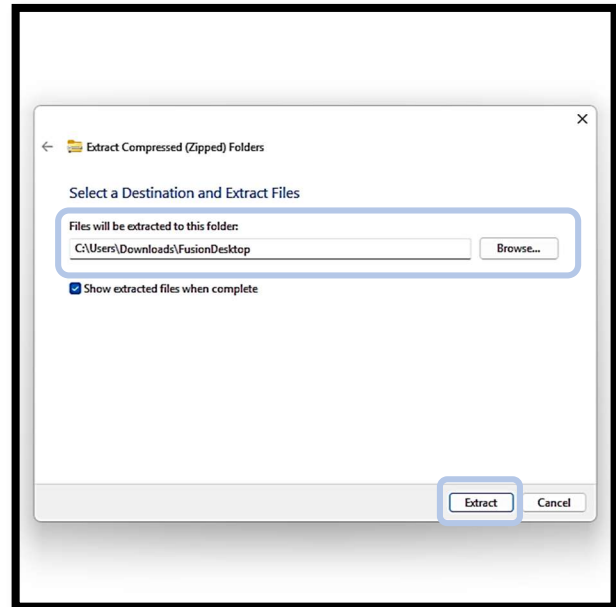 Extract Compressed (Zipped) Folders
Select a Destination and Extract Files
Files will be extracted to this folder:
C:\Users\Downloads\FusionDesktop
Browse...
Show extracted files when complete
Extract
Cancel